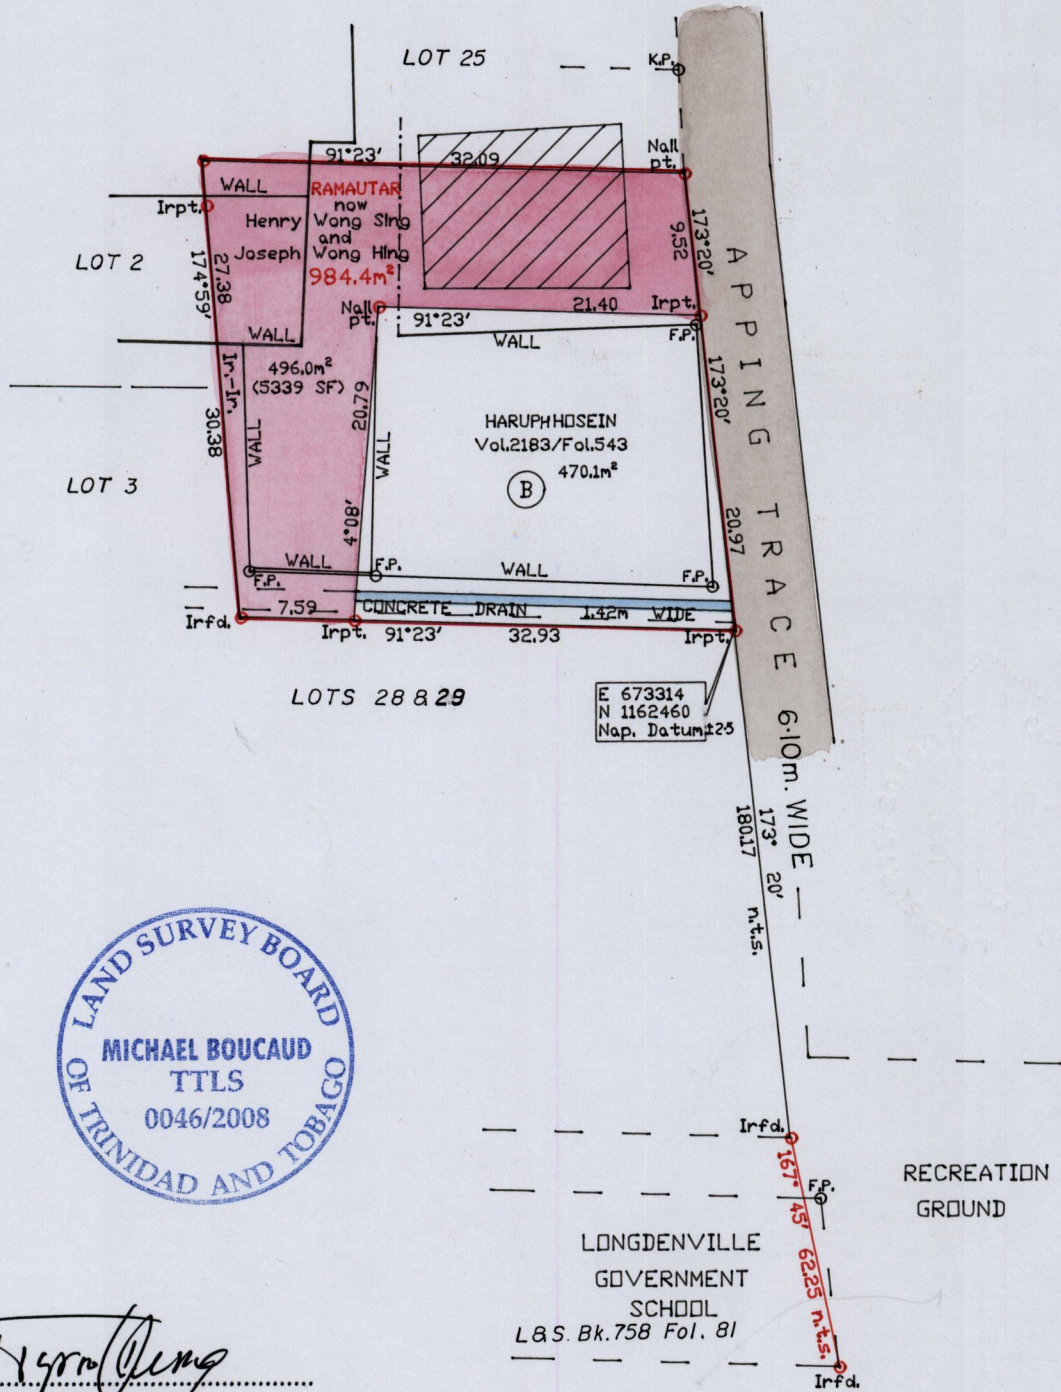 LOT 25
K.P.
Nail
pt.
91°23'
32.09
WALL
RAMAUTAR
now
Henry Wong Sing
and
Joseph Wong Hing
984.4m²
Irpt.
LOT 2
27.38
174°59'
9.52
173°20'
21.40
Irpt.
Nail
pt.
91°23'
WALL
F.P.
WALL
496.0m²
(5339 SF)
Ir.-Ir.
30.38
WALL
20.79
WALL
4°08'
173°20'
HARUPH HOSEIN
Vol.2183/Fol.543
470.1m²
B
20.97
LOT 3
WALL
F.P.
F.P.
WALL
F.P.
7.59
CONCRETE DRAIN 1.42m WIDE
Irfd.
Irpt.
91°23'
32.93
Irpt.
LOTS 28 & 29
E 673314
N 1162460
Nap. Datum±25
APPING TRACE 6·10m. WIDE
173° 20'
180.17 n.t.s.
LAND SURVEY BOARD
MICHAEL BOUCAUD
TTLS
0046/2008
OF TRINIDAD AND TOBAGO
Irfd.
167° 45' 62.25 n.t.s.
F.P.
RECREATION
GROUND
LONGDENVILLE
GOVERNMENT
SCHOOL
L&S. Bk.758 Fol. 81
Irfd.